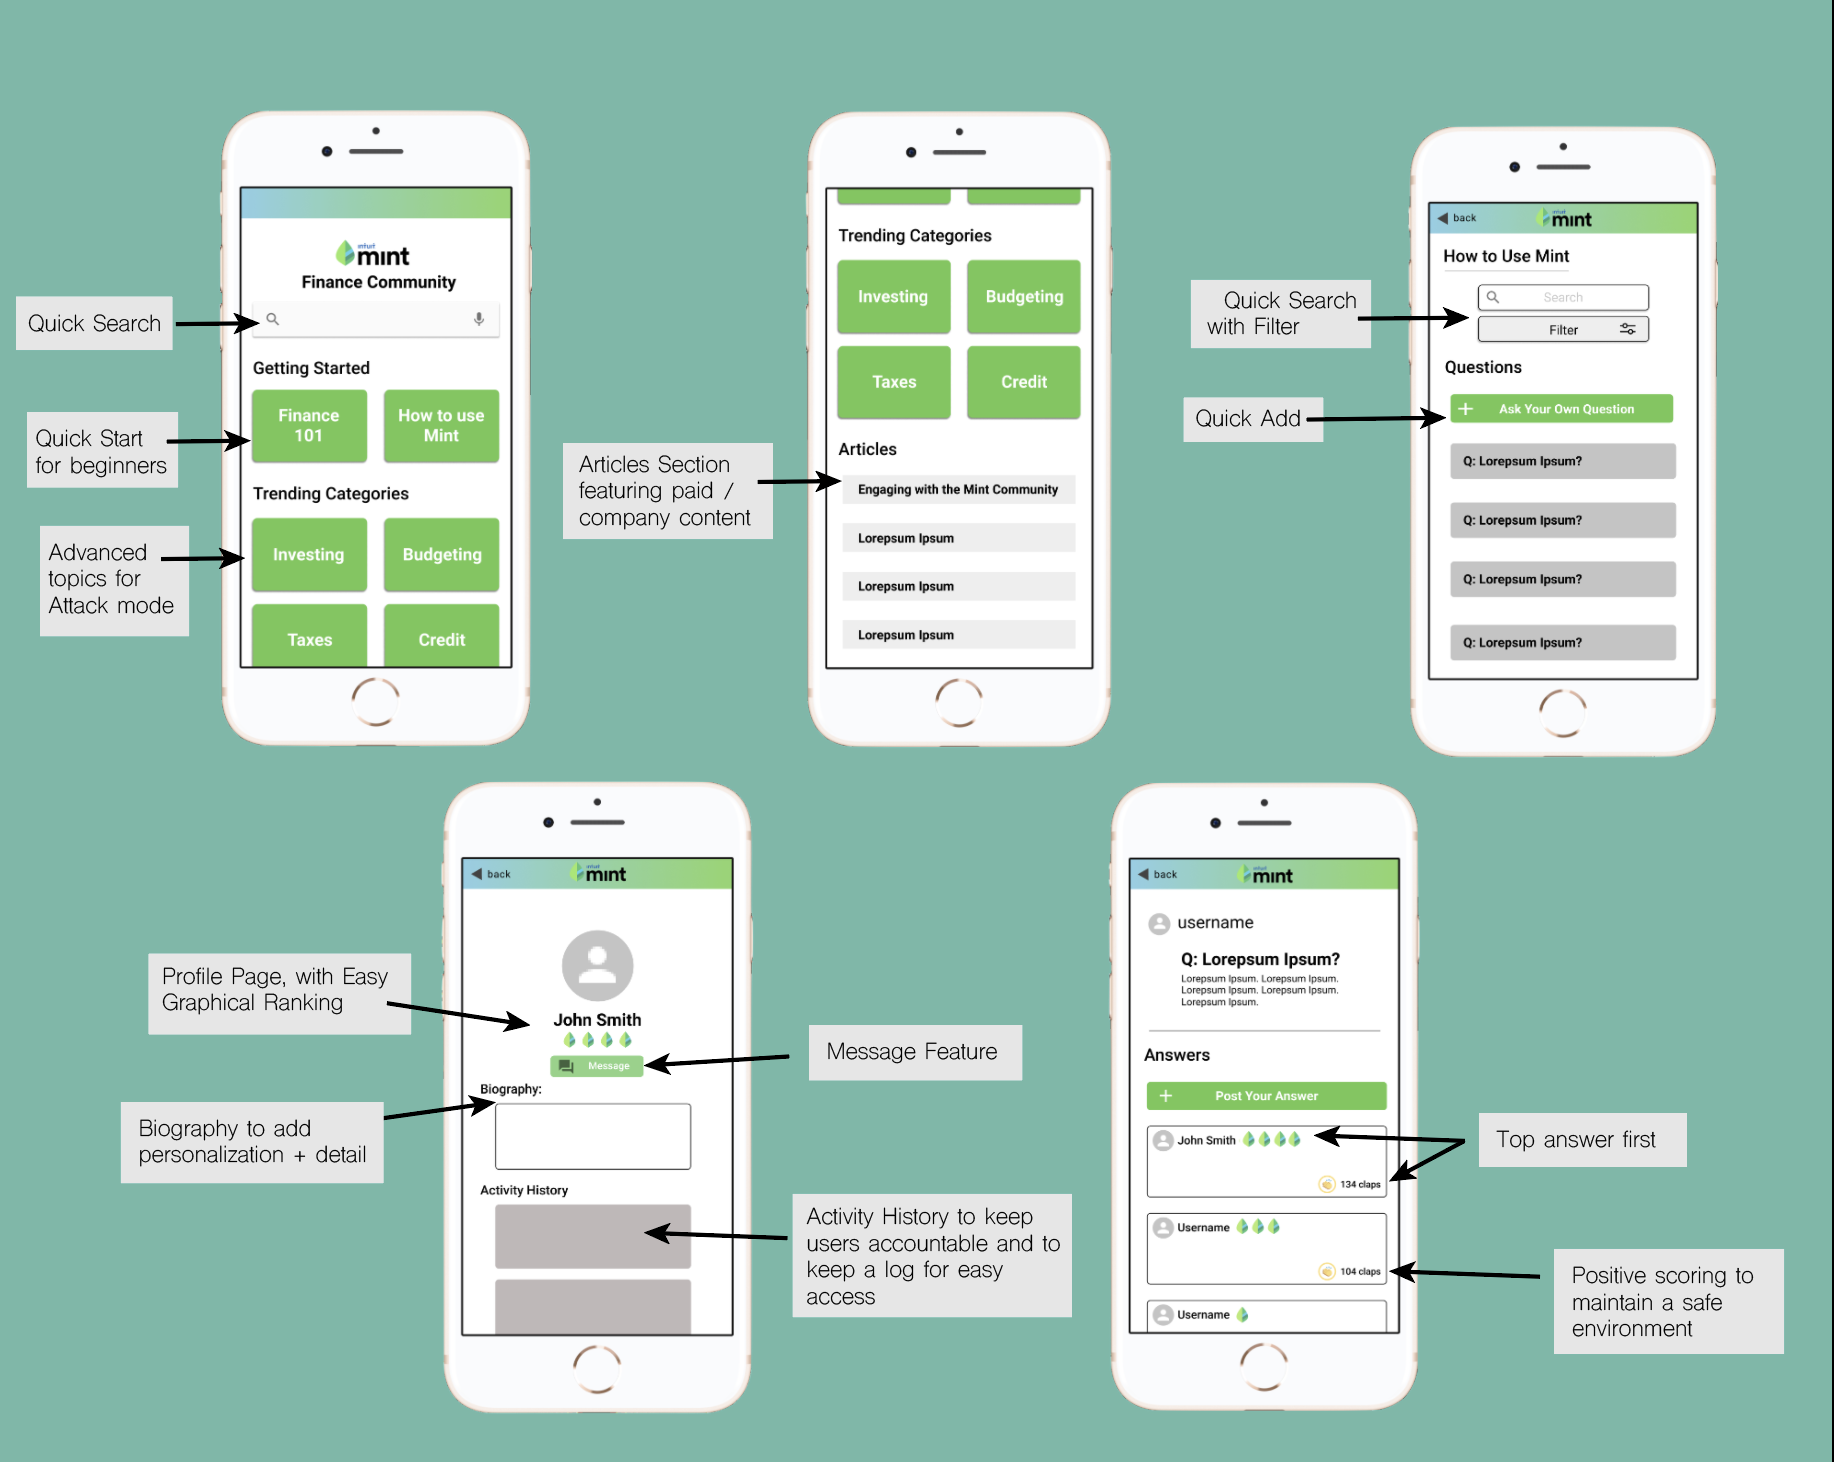 intuit
mint
Finance Community
Quick Search
Getting Started
Finance
101
How to use
Mint
Quick Start
for beginners
Trending Categories
Advanced
topics for
Attack mode
Investing
Budgeting
Taxes
Credit
Trending Categories
Investing
Budgeting
Taxes
Credit
Articles
Articles Section
featuring paid /
company content
Engaging with the Mint Community
Lorepsum Ipsum
Lorepsum Ipsum
Lorepsum Ipsum
back
intuit
mint
How to Use Mint
Quick Search
with Filter
Search
Filter
Questions
Quick Add
Ask Your Own Question
Q: Lorepsum Ipsum?
Q: Lorepsum Ipsum?
Q: Lorepsum Ipsum?
Q: Lorepsum Ipsum?
back
intuit
mint
Profile Page, with Easy
Graphical Ranking
John Smith
Message
Message Feature
Biography:
Biography to add
personalization + detail
Activity History
Activity History to keep
users accountable and to
keep a log for easy
access
back
intuit
mint
username
Q: Lorepsum Ipsum?
Lorepsum Ipsum. Lorepsum Ipsum.
Lorepsum Ipsum. Lorepsum Ipsum.
Lorepsum Ipsum.
Answers
Post Your Answer
John Smith
134 claps
Top answer first
Username
104 claps
Positive scoring to
maintain a safe
environment
Username